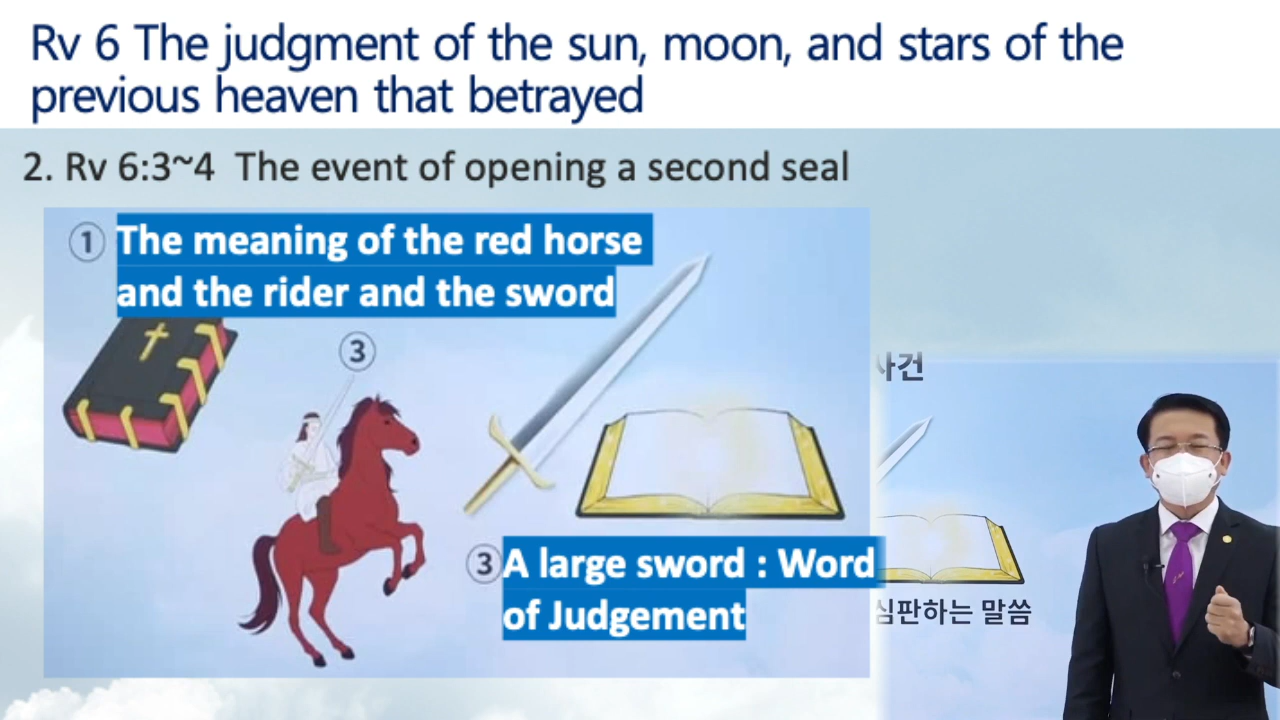 Rv 6 The judgment of the sun, moon, and stars of the
previous heaven that betrayed
2. Rv 6:3~4 The event of opening a second seal
① The meaning of the red horse
and the rider and the sword
③
③ A large sword : Word
of Judgement
사건
심판하는 말씀